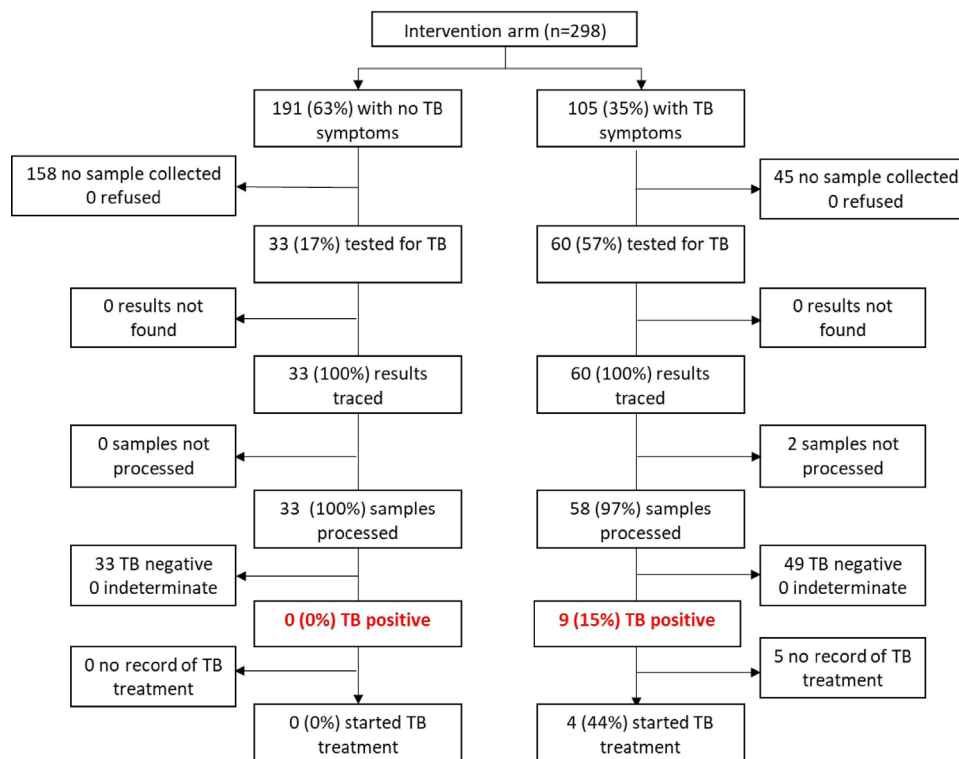 Intervention arm (n=298)
191 (63%) with no TB
symptoms
105 (35%) with TB
symptoms
158 no sample collected
0 refused
45 no sample collected
0 refused
33 (17%) tested for TB
60 (57%) tested for TB
0 results not
found
0 results not
found
33 (100%) results
traced
60 (100%) results
traced
0 samples not
processed
2 samples not
processed
33 (100%) samples
processed
58 (97%) samples
processed
33 TB negative
0 indeterminate
49 TB negative
0 indeterminate
0 (0%) TB positive
9 (15%) TB positive
0 no record of TB
treatment
5 no record of TB
treatment
0 (0%) started TB
treatment
4 (44%) started TB
treatment